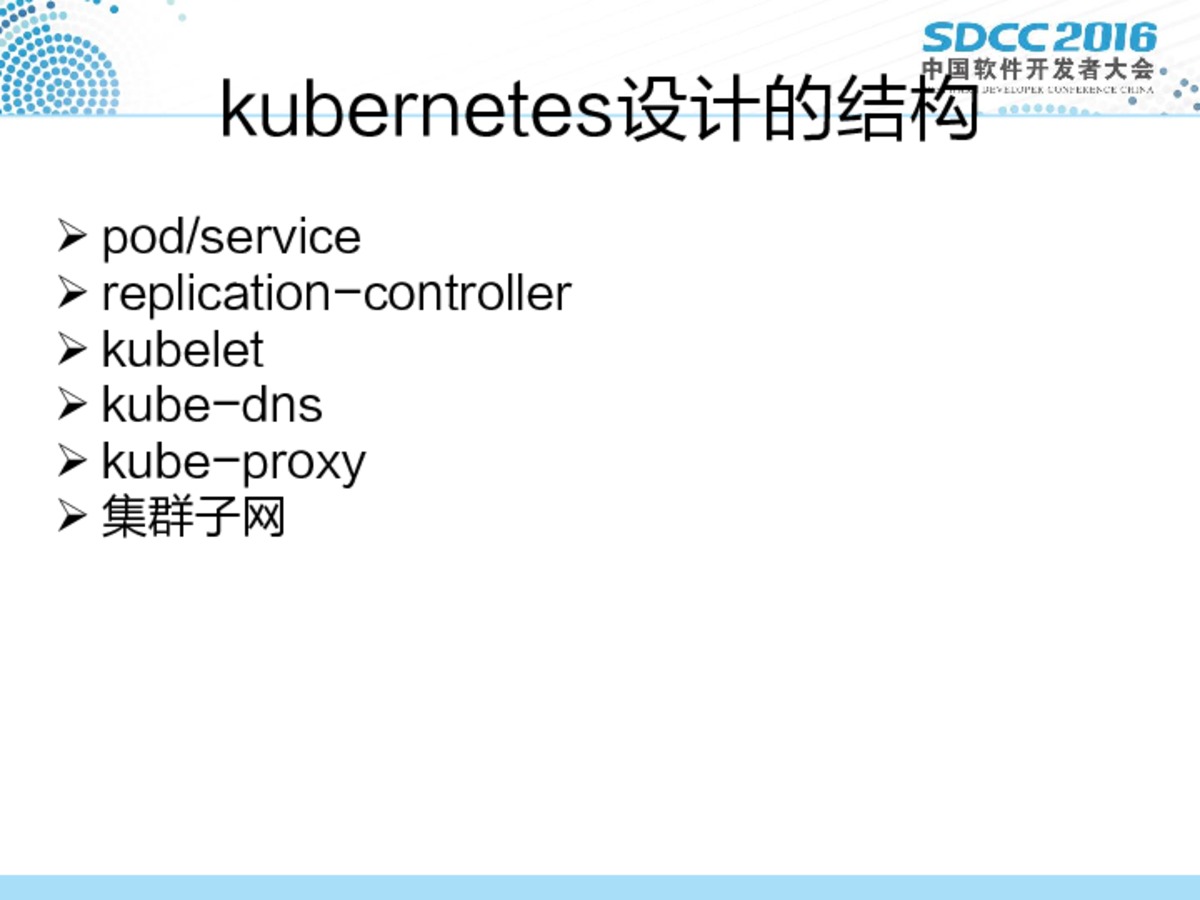 SDCC 2016
中国软件开发者大会
DEVELOPER CONFERENCE CHINA
kubernetes设计的结构
pod/service
replication-controller
kubelet
kube-dns
kube-proxy
集群子网